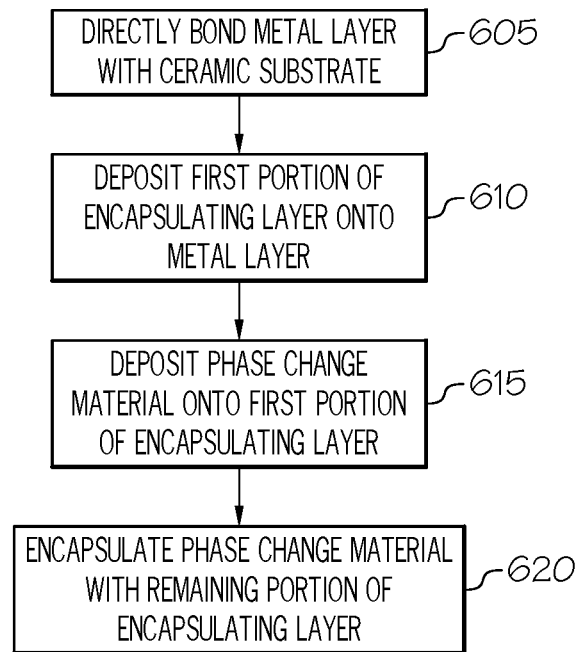 DIRECTLY BOND METAL LAYER
WITH CERAMIC SUBSTRATE
605
DEPOSIT FIRST PORTION OF
ENCAPSULATING LAYER ONTO
METAL LAYER
610
DEPOSIT PHASE CHANGE
MATERIAL ONTO FIRST PORTION
OF ENCAPSULATING LAYER
615
ENCAPSULATE PHASE CHANGE MATERIAL
WITH REMAINING PORTION OF
ENCAPSULATING LAYER
620